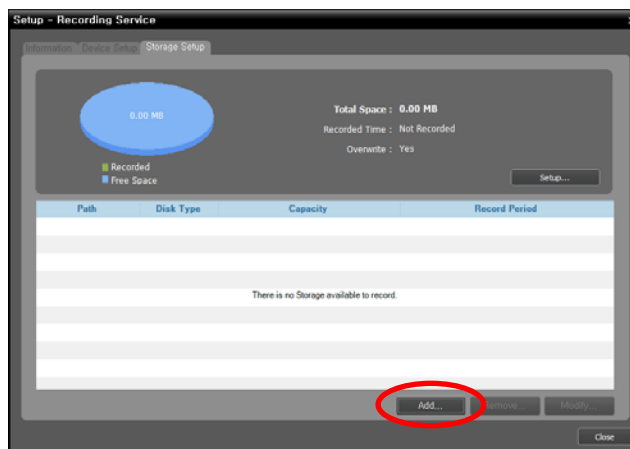 Setup - Recording Service
Information Device Setup Storage Setup
0.00 MB
Total Space : 0.00 MB
Recorded Time : Not Recorded
Overwrite : Yes
Recorded
Free Space
Setup...
Path Disk Type Capacity Record Period
There is no Storage available to record.
Add... Remove... Modify...
Close